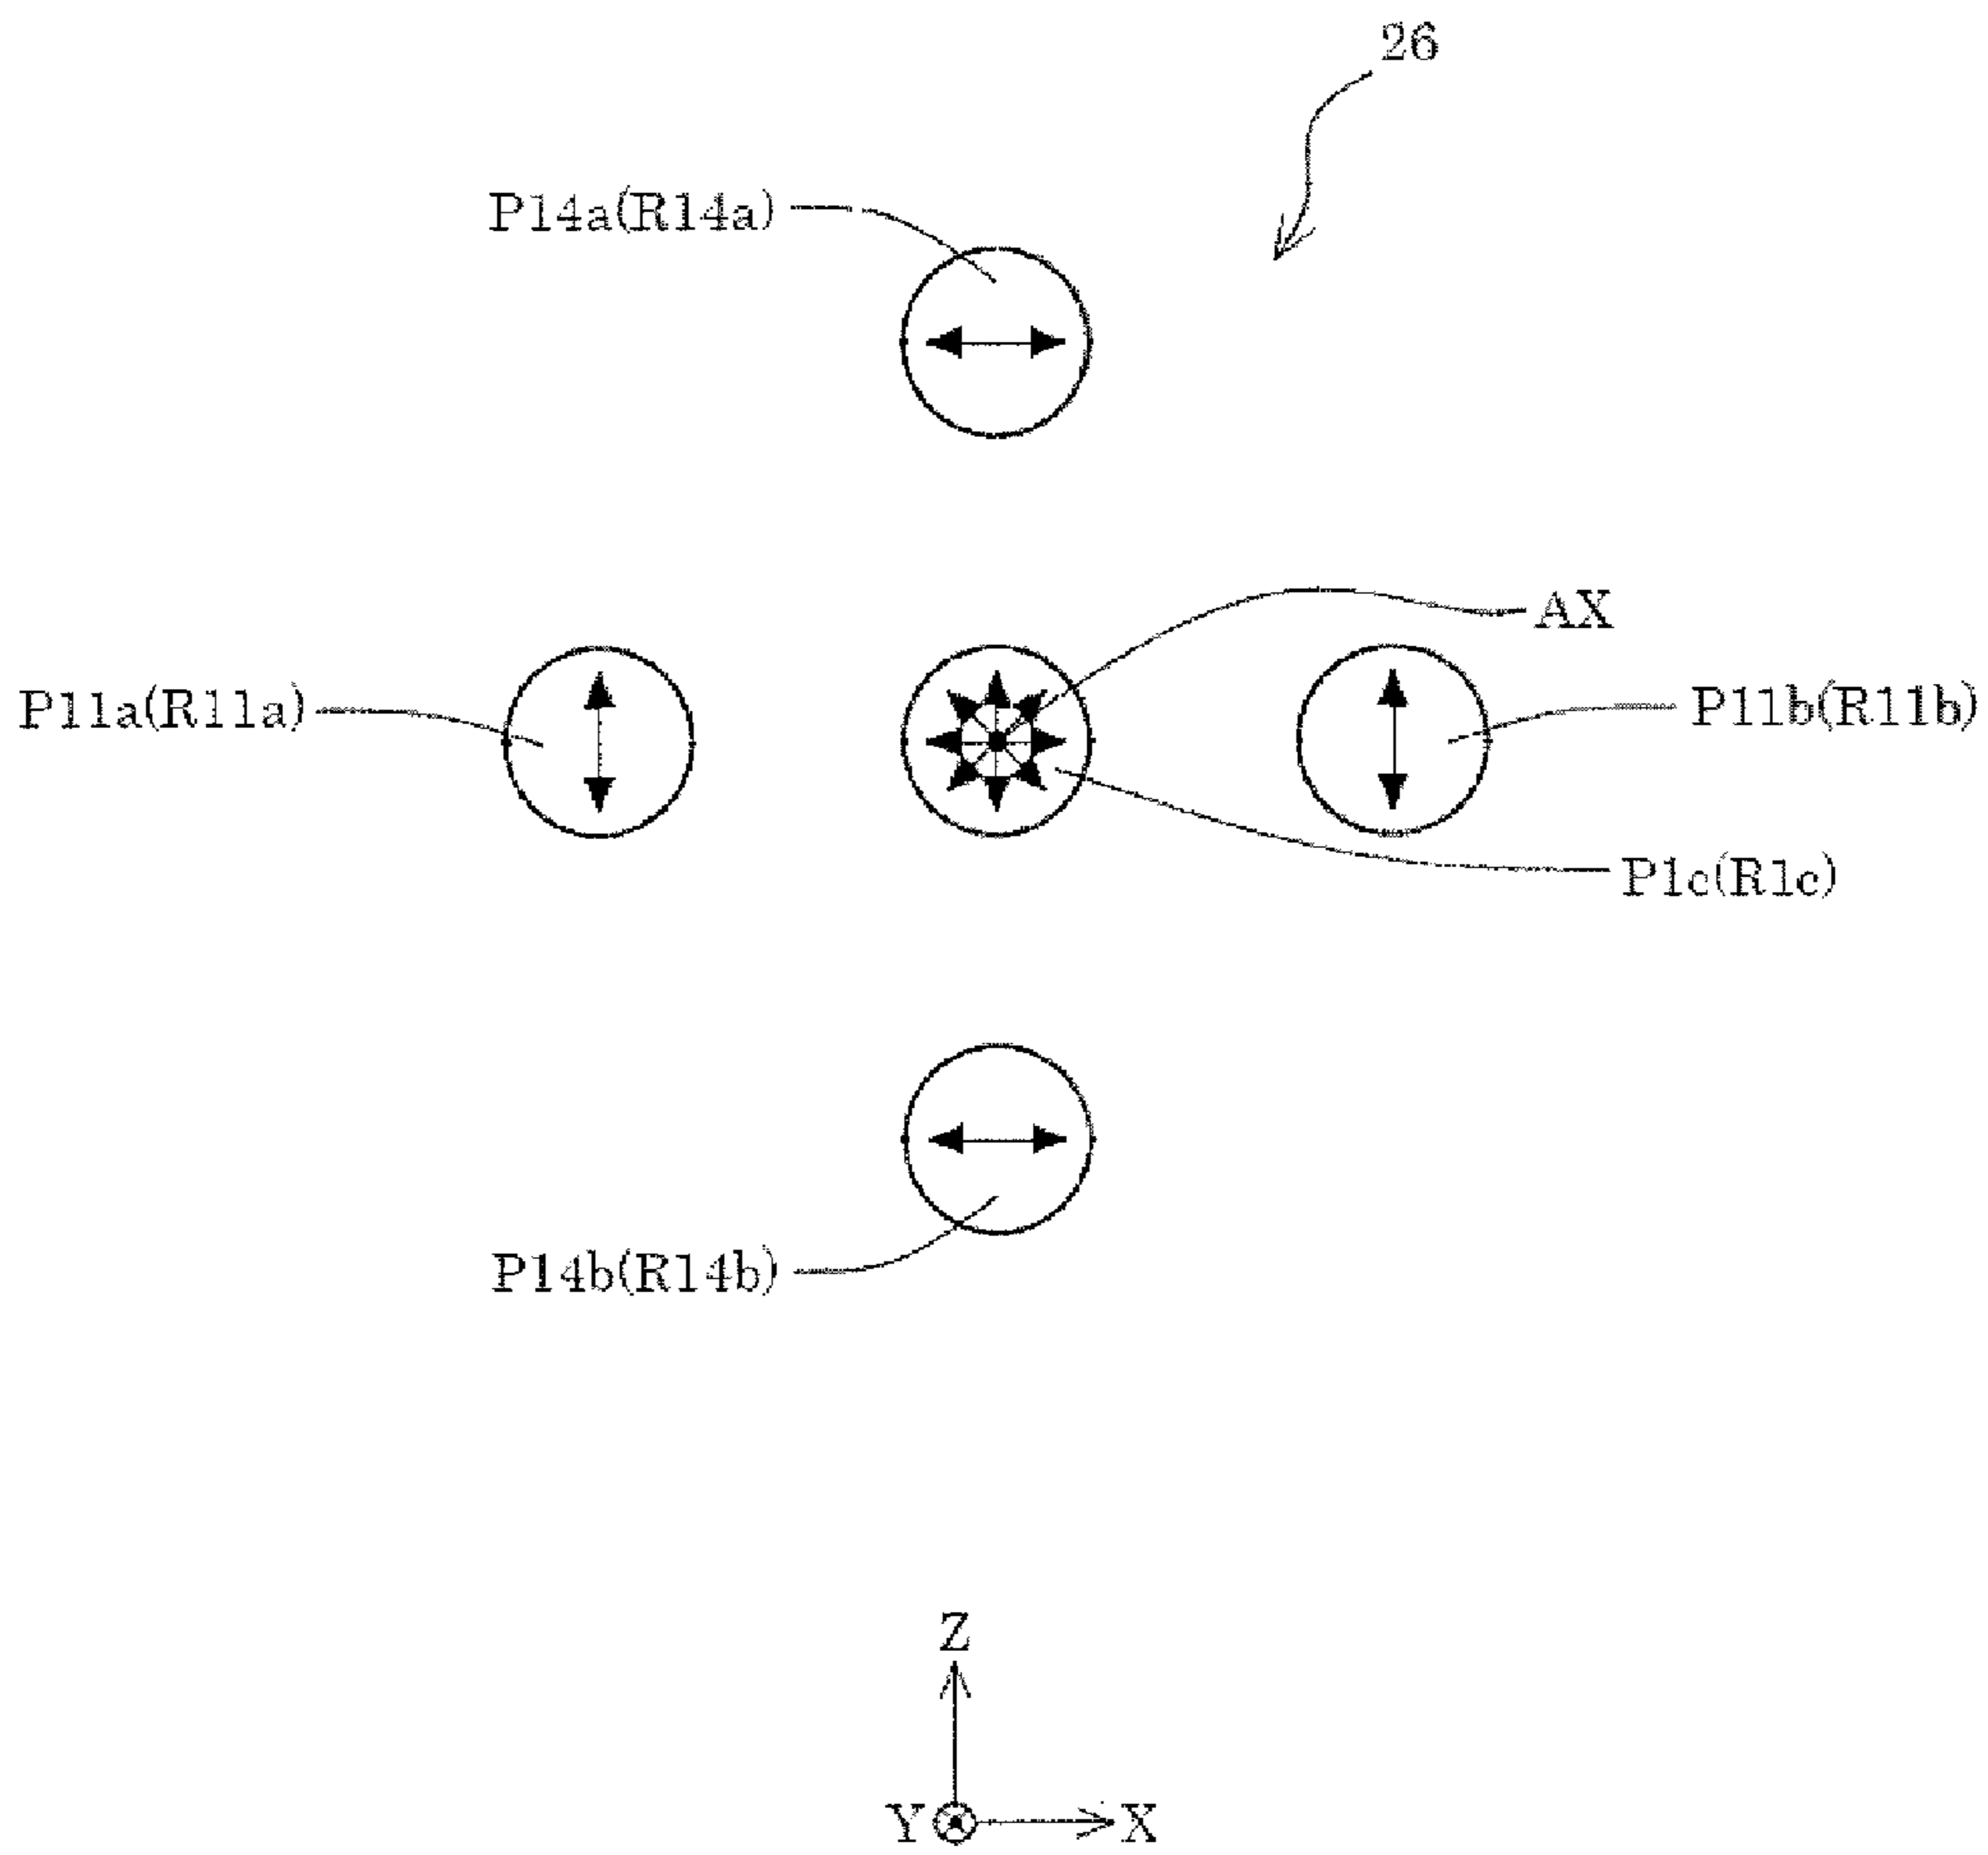 26
P14a(R14a)
AX
P11a(R11a)
P11b(R11b)
P1c(R1c)
P14b(R14b)
Z
Y
X